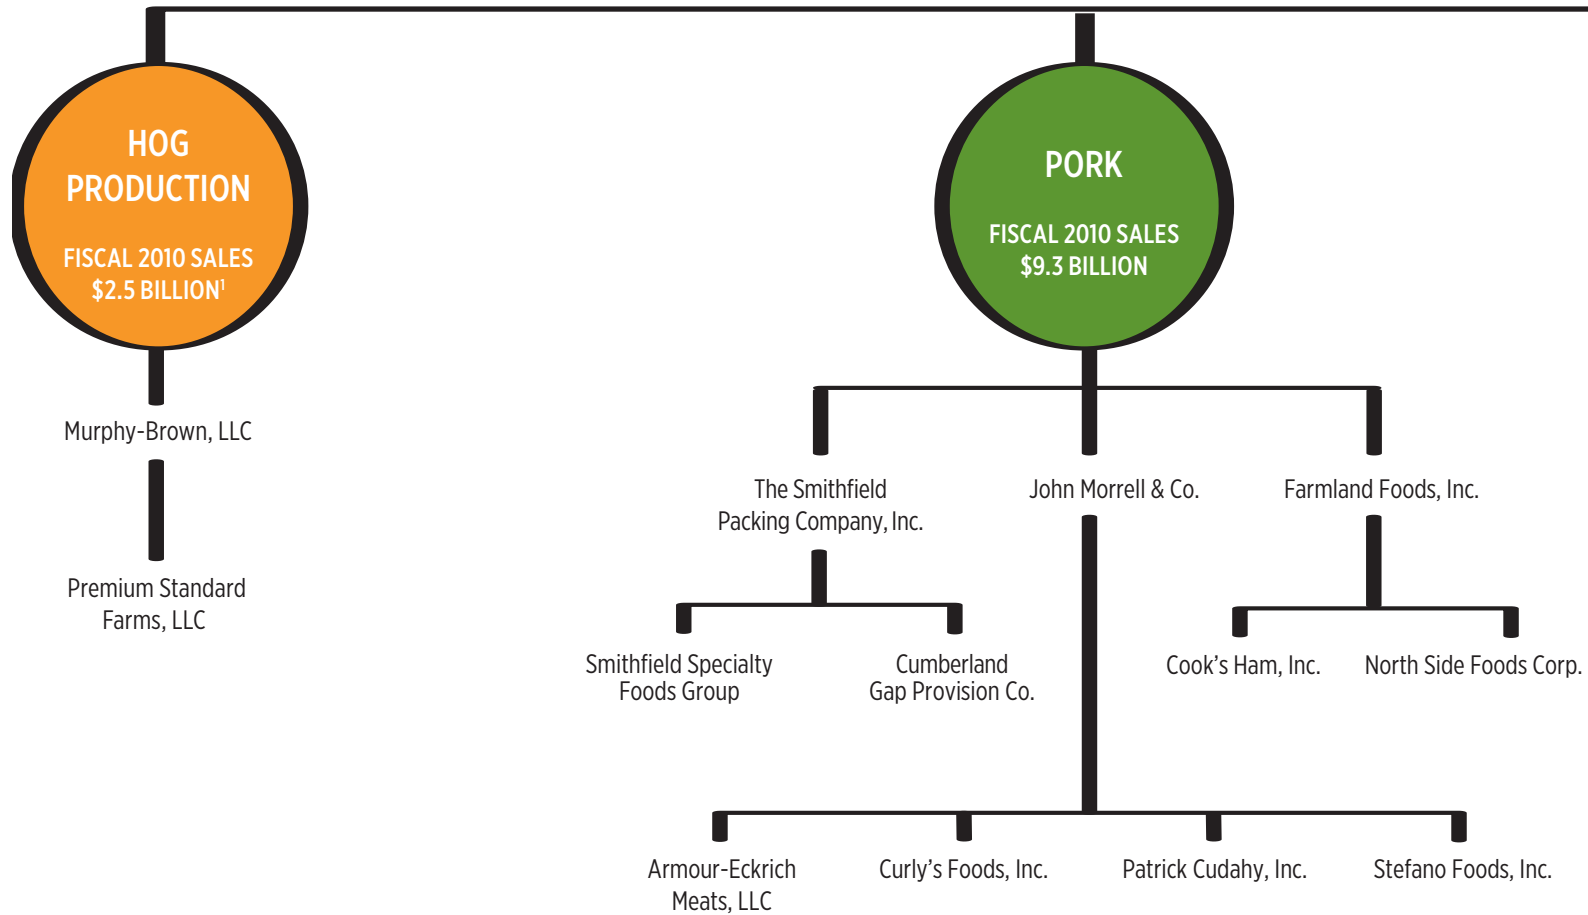 HOG
PRODUCTION
FISCAL 2010 SALES
$2.5 BILLION¹
Murphy-Brown, LLC
Premium Standard
Farms, LLC
PORK
FISCAL 2010 SALES
$9.3 BILLION
The Smithfield
Packing Company, Inc.
John Morrell & Co.
Farmland Foods, Inc.
Smithfield Specialty
Foods Group
Cumberland
Gap Provision Co.
Cook's Ham, Inc.
North Side Foods Corp.
Armour-Eckrich
Meats, LLC
Curly's Foods, Inc.
Patrick Cudahy, Inc.
Stefano Foods, Inc.